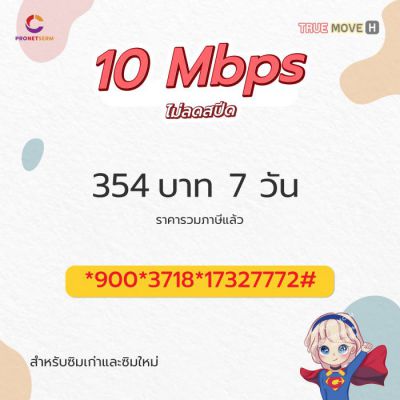 PRONETSERM
TRUE MOVE H
10 Mbps
ไม่ลดสปีด
354 บาท 7 วัน
ราคารวมภาษีแล้ว
*900*3718*17327772#
สำหรับซิมเก่าและซิมใหม่